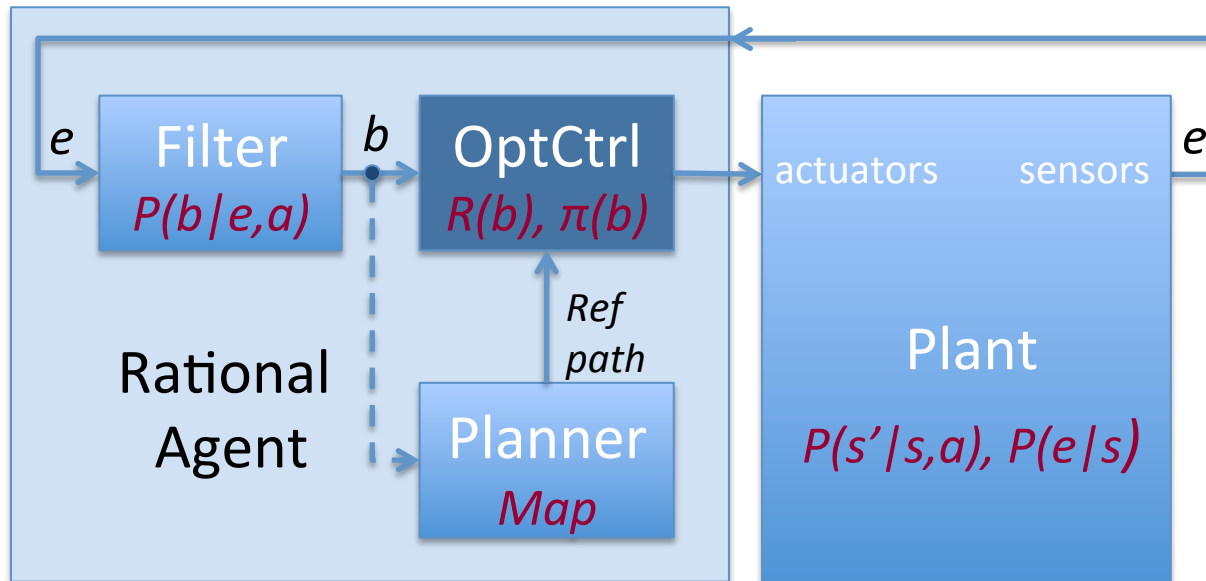 e
Filter
P(b|e,a)
b
OptCtrl
R(b), π(b)
actuators
sensors
e
Ref
path
Rational
Agent
Planner
Map
Plant
P(s’|s,a), P(e|s)